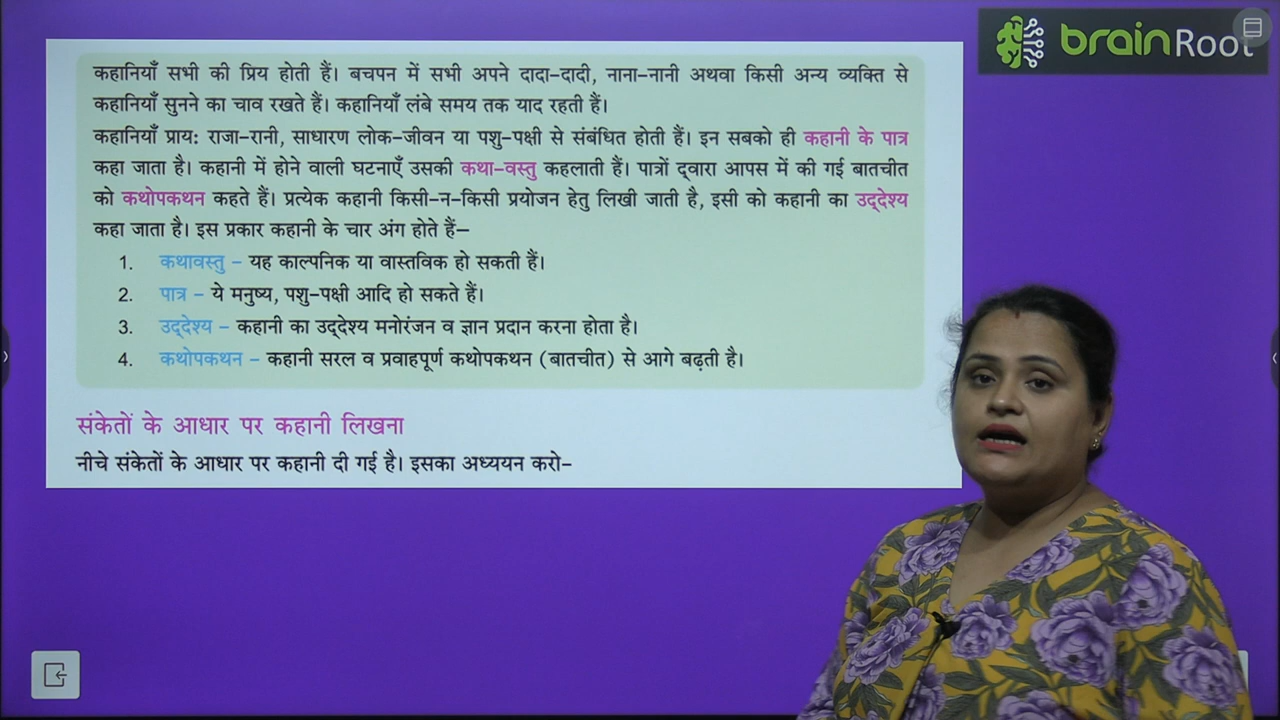 brainRoot
कहानियाँ सभी की प्रिय होती हैं। बचपन में सभी अपने दादा-दादी, नाना-नानी अथवा किसी अन्य व्यक्ति से
कहानियाँ सुनने का चाव रखते हैं। कहानियाँ लंबे समय तक याद रहती हैं।
कहानियाँ प्राय: राजा-रानी, साधारण लोक-जीवन या पशु-पक्षी से संबंधित होती हैं। इन सबको ही कहानी के पात्र
कहा जाता है। कहानी में होने वाली घटनाएँ उसकी कथा-वस्तु कहलाती हैं। पात्रों द्‌वारा आपस में की गई बातचीत
को कथोपकथन कहते हैं। प्रत्येक कहानी किसी-न-किसी प्रयोजन हेतु लिखी जाती है, इसी को कहानी का उद्‌देश्य
कहा जाता है। इस प्रकार कहानी के चार अंग होते हैं–
1. कथावस्तु – यह काल्पनिक या वास्तविक हो सकती हैं।
2. पात्र – ये मनुष्य, पशु-पक्षी आदि हो सकते हैं।
3. उद्‌देश्य – कहानी का उद्‌देश्य मनोरंजन व ज्ञान प्रदान करना होता है।
4. कथोपकथन – कहानी सरल व प्रवाहपूर्ण कथोपकथन (बातचीत) से आगे बढ़ती है।
संकेतों के आधार पर कहानी लिखना
नीचे संकेतों के आधार पर कहानी दी गई है। इसका अध्ययन करो–